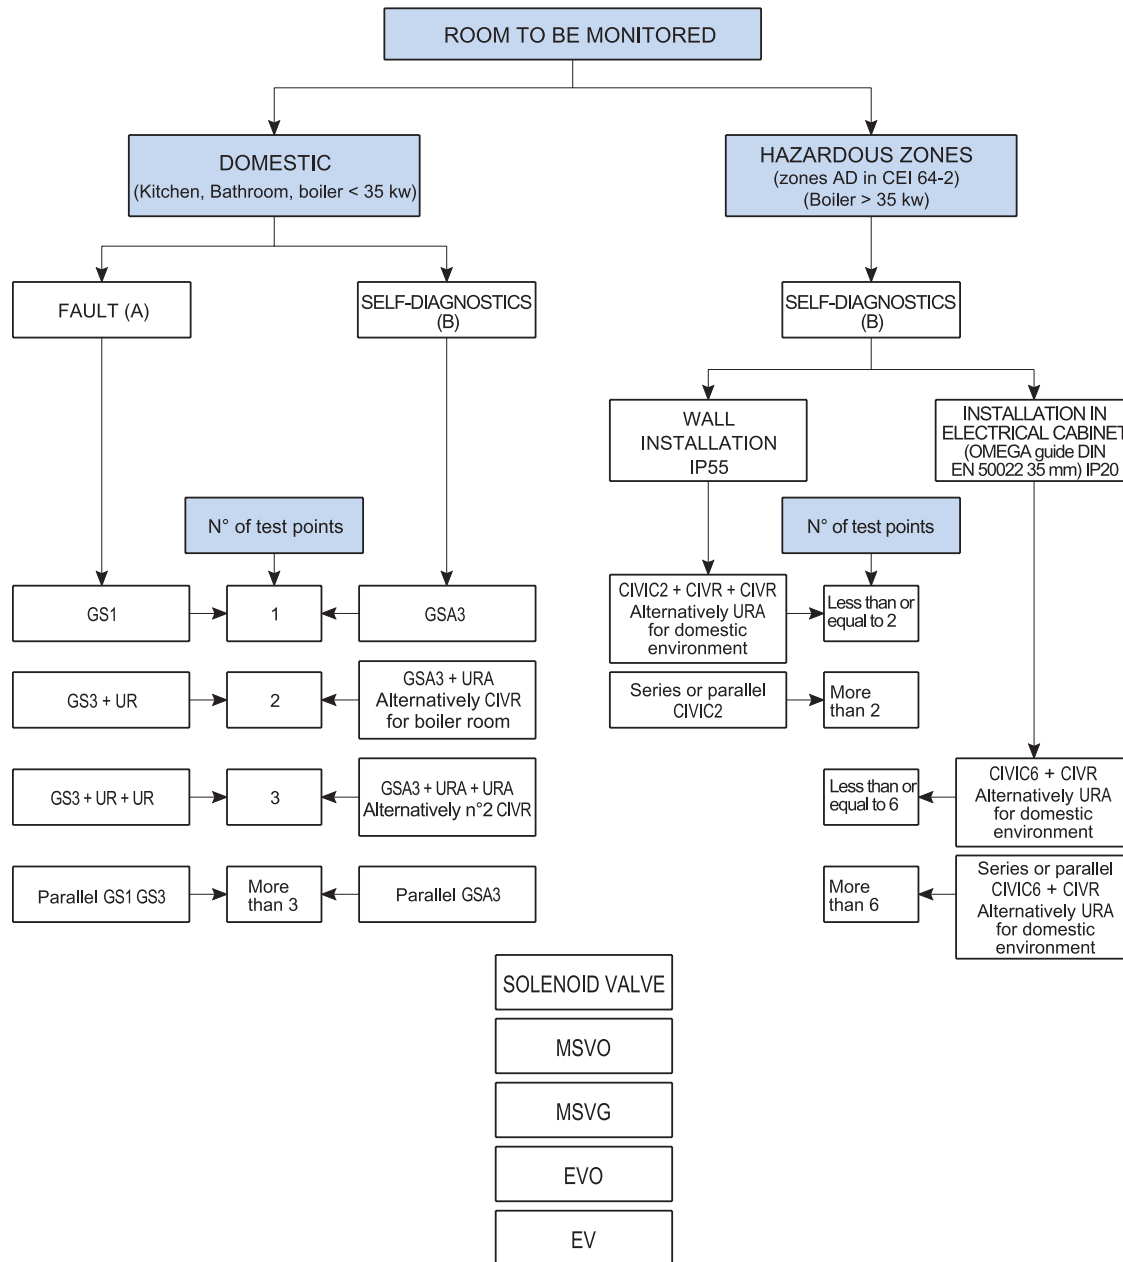 ROOM TO BE MONITORED
DOMESTIC
(Kitchen, Bathroom, boiler < 35 kw)
HAZARDOUS ZONES
(zones AD in CEI 64-2)
(Boiler > 35 kw)
FAULT (A)
SELF-DIAGNOSTICS
(B)
SELF-DIAGNOSTICS
(B)
WALL
INSTALLATION
IP55
INSTALLATION IN
ELECTRICAL CABINET
(OMEGA guide DIN
EN 50022 35 mm) IP20
N° of test points
N° of test points
GS1
1
GSA3
CIVIC2 + CIVR + CIVR
Alternatively URA
for domestic
environment
Less than or
equal to 2
GS3 + UR
2
GSA3 + URA
Alternatively CIVR
for boiler room
Series or parallel
CIVIC2
More
than 2
GS3 + UR + UR
3
GSA3 + URA + URA
Alternatively n°2 CIVR
Less than or
equal to 6
CIVIC6 + CIVR
Alternatively URA
for domestic
environment
Parallel GS1 GS3
More
than 3
Parallel GSA3
More
than 6
Series or parallel
CIVIC6 + CIVR
Alternatively URA
for domestic
environment
SOLENOID VALVE
MSVO
MSVG
EVO
EV